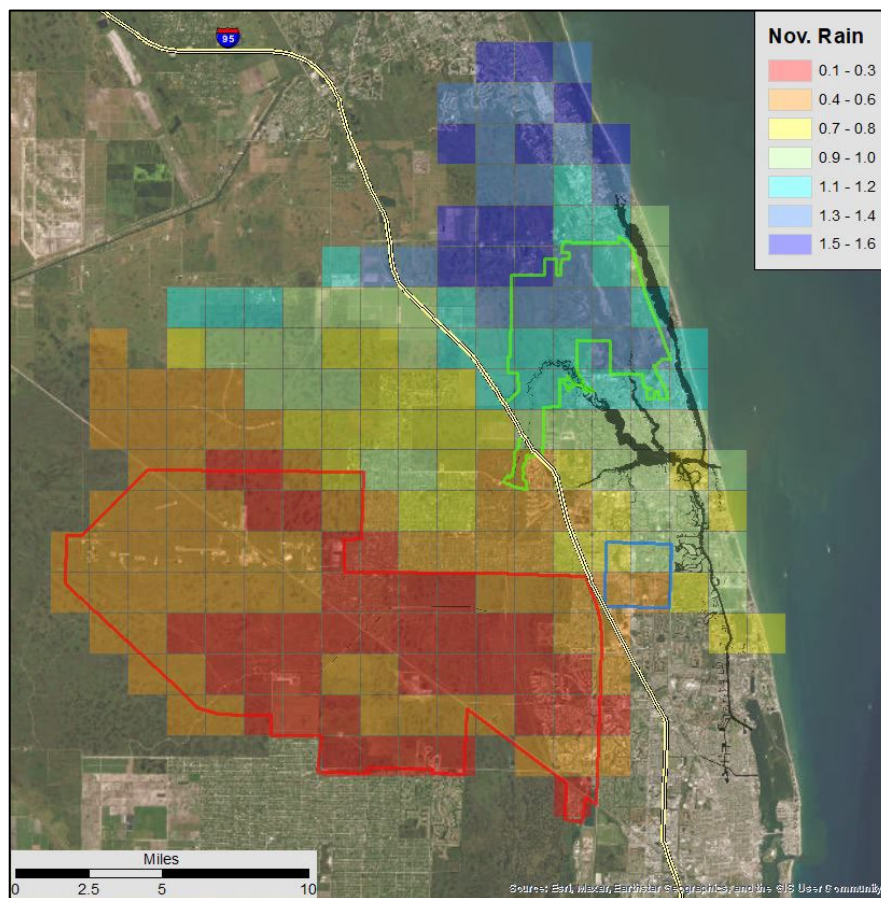 95
Nov. Rain
0.1 - 0.3
0.4 - 0.6
0.7 - 0.8
0.9 - 1.0
1.1 - 1.2
1.3 - 1.4
1.5 - 1.6
Miles
0 2.5 5 10
Source: Esri, Maxar, Earthstar Geographics, and the GIS User Community